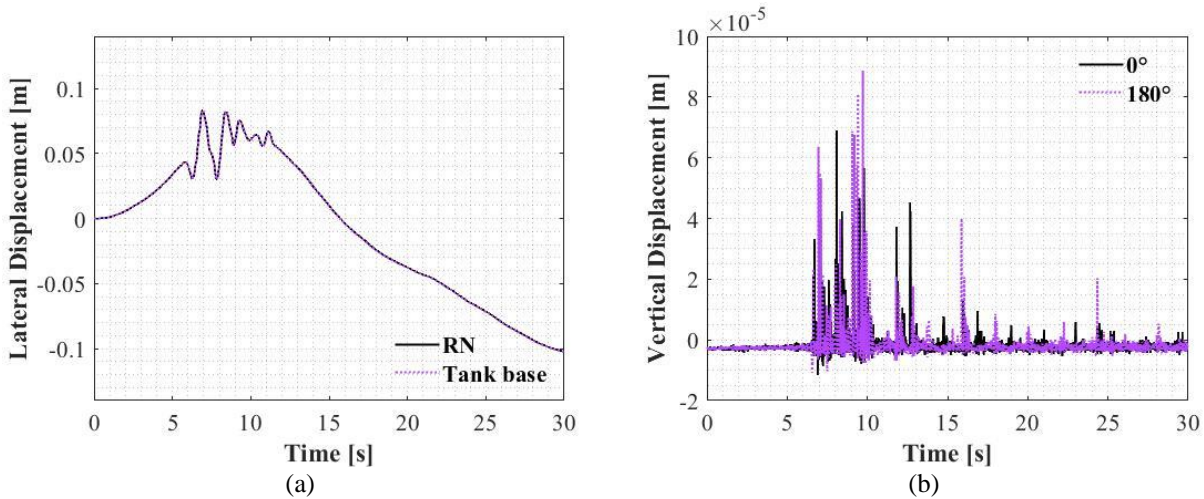 0.1
0.05
0
-0.05
-0.1
Lateral Displacement [m]
RN
Tank base
0 5 10 15 20 25 30
Time [s]
(a)
×10⁻⁵
10
8
6
4
2
0
-2
Vertical Displacement [m]
0°
180°
0 5 10 15 20 25 30
Time [s]
(b)